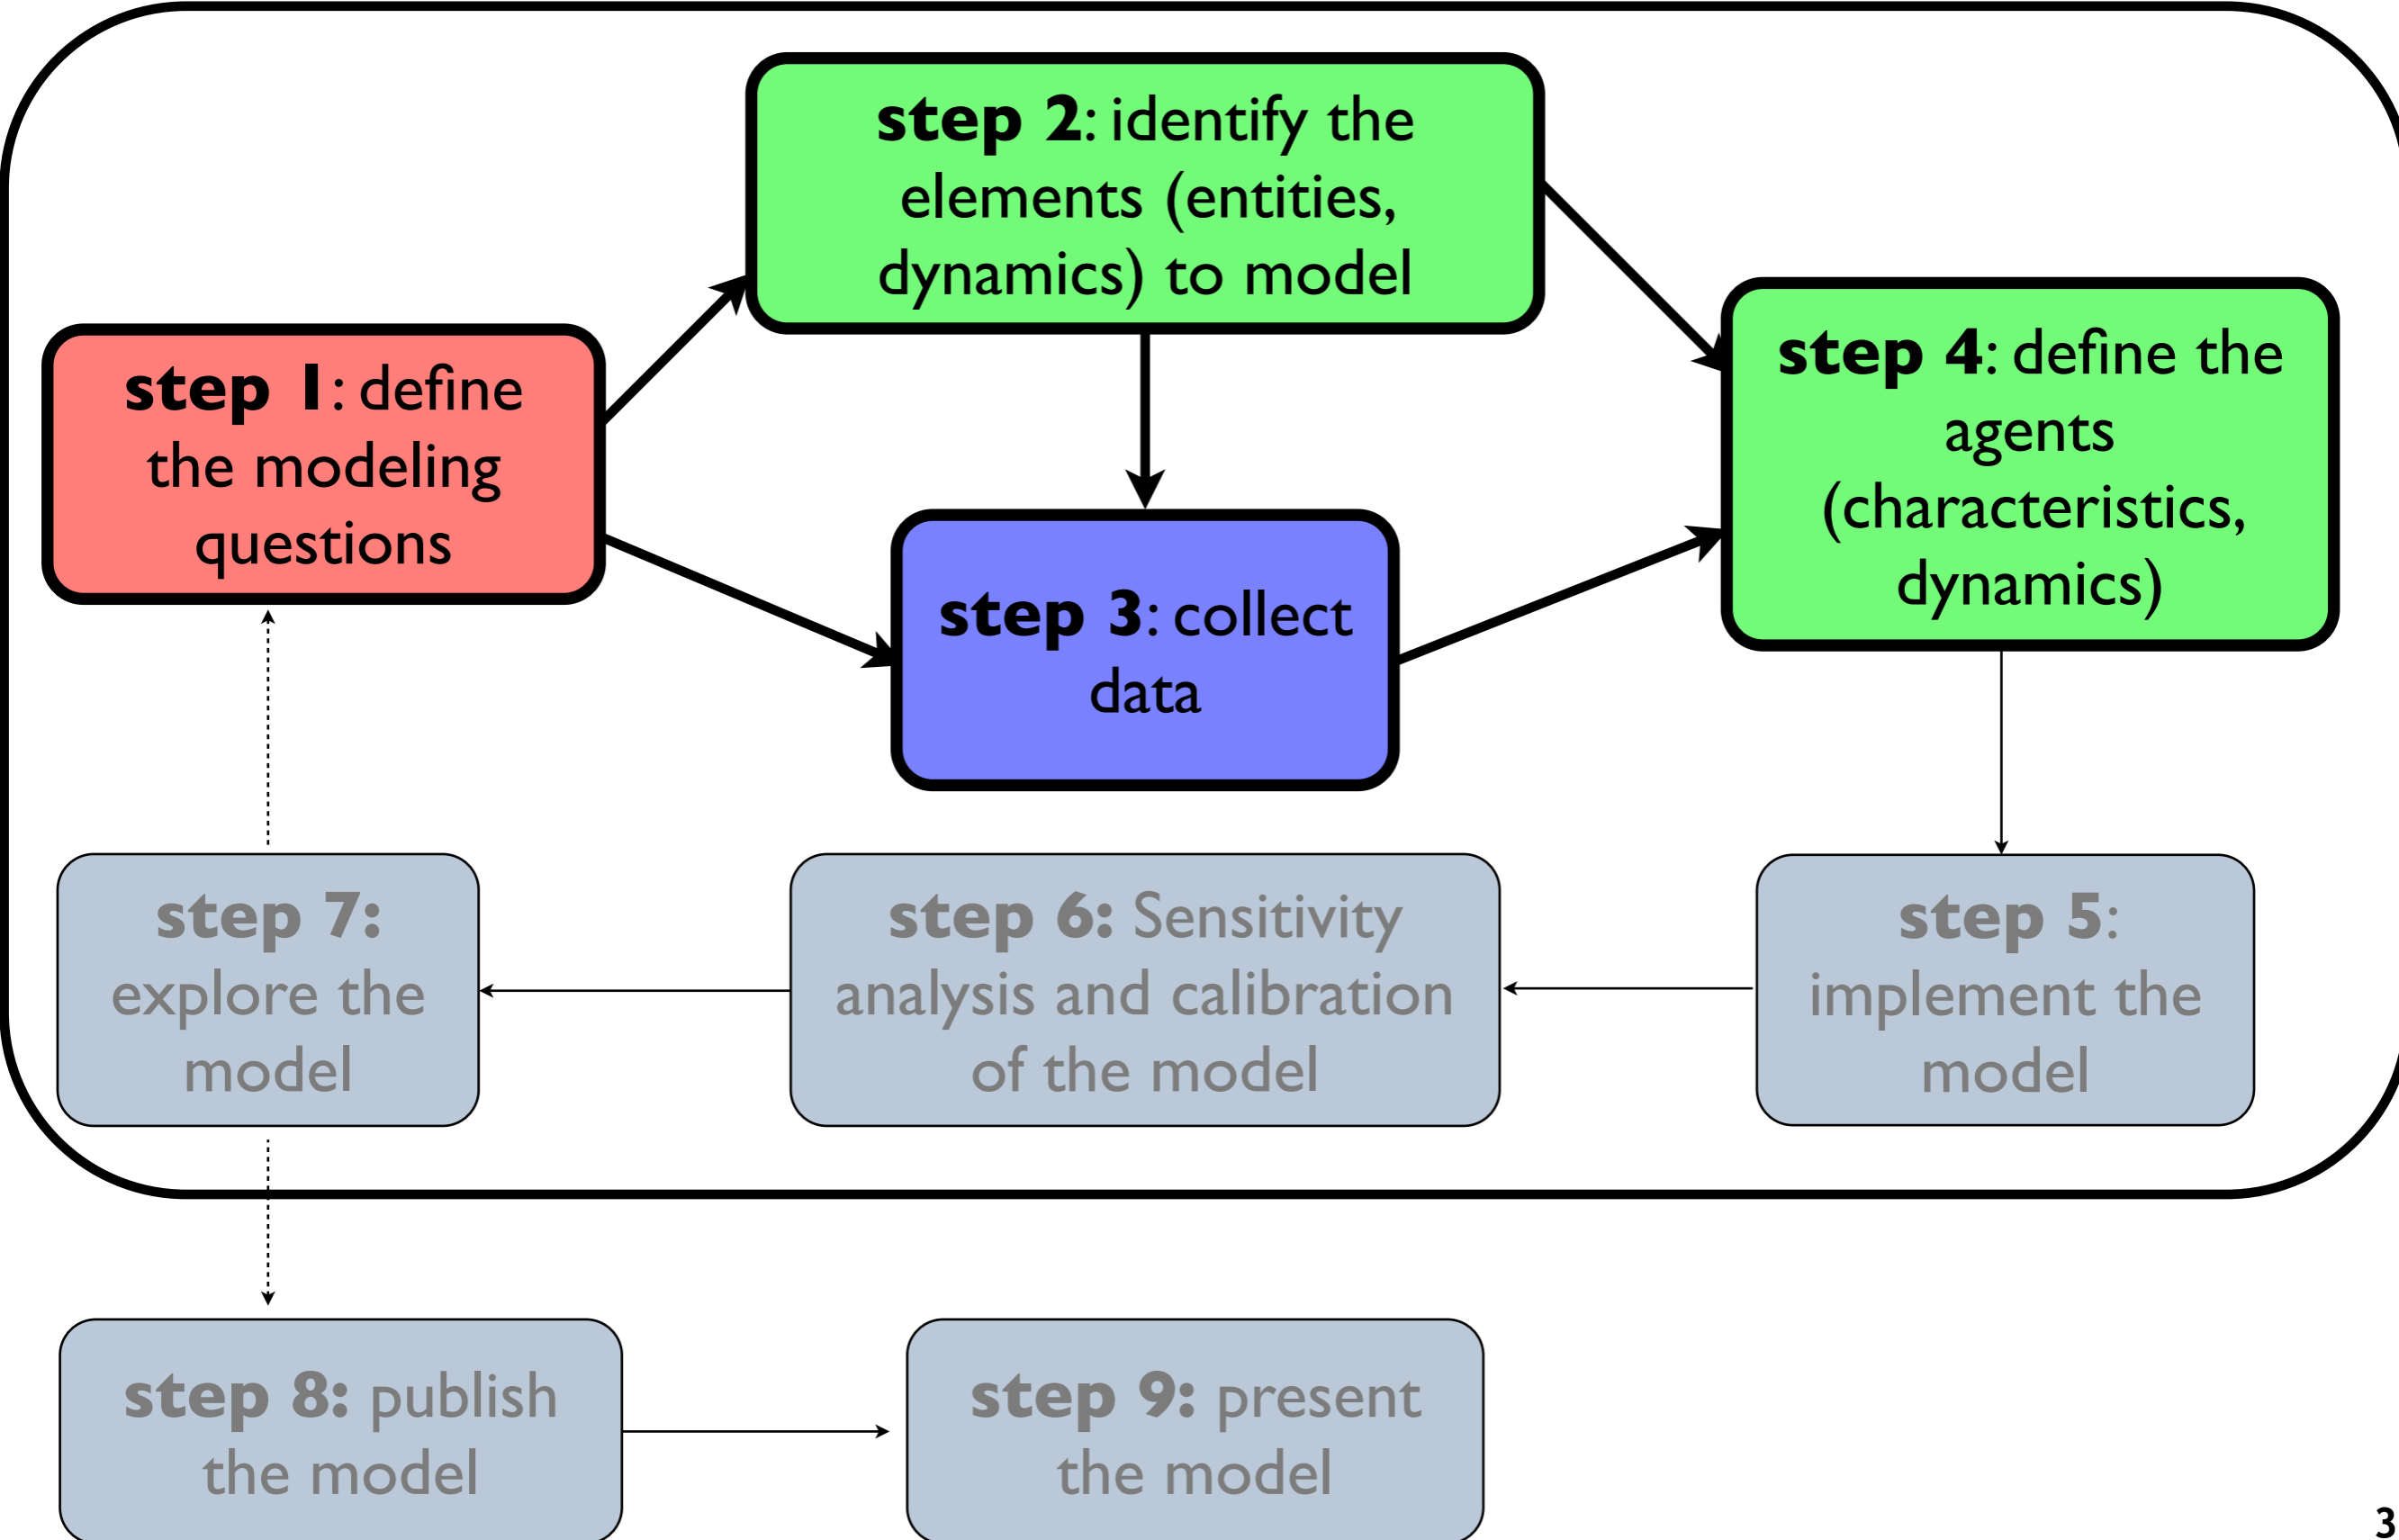 step 1: define
the modeling
questions
step 2: identify the
elements (entities,
dynamics) to model
step 3: collect
data
step 4: define the
agents
(characteristics,
dynamics)
step 5:
implement the
model
step 6: Sensitivity
analysis and calibration
of the model
step 7:
explore the
model
step 8: publish
the model
step 9: present
the model
3